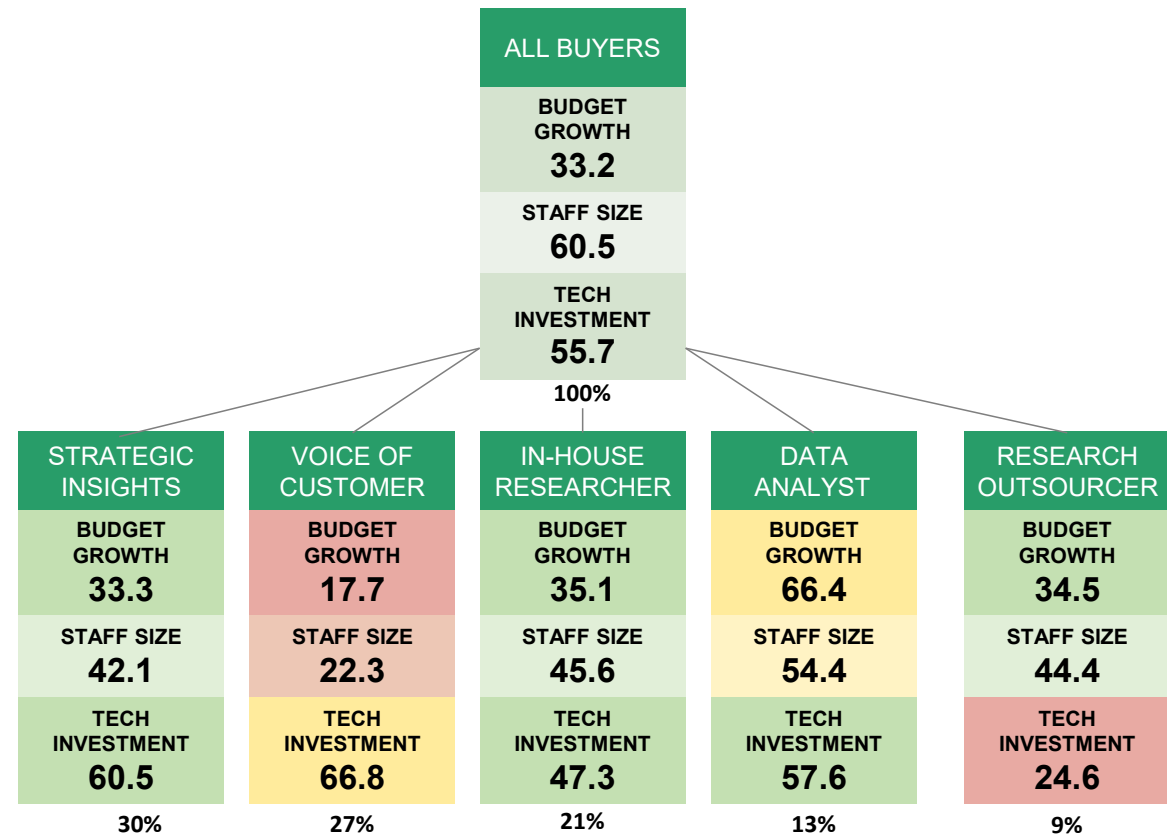 ALL BUYERS
BUDGET
GROWTH
33.2
STAFF SIZE
60.5
TECH
INVESTMENT
55.7
100%
STRATEGIC
INSIGHTS
BUDGET
GROWTH
33.3
STAFF SIZE
42.1
TECH
INVESTMENT
60.5
30%
VOICE OF
CUSTOMER
BUDGET
GROWTH
17.7
STAFF SIZE
22.3
TECH
INVESTMENT
66.8
27%
IN-HOUSE
RESEARCHER
BUDGET
GROWTH
35.1
STAFF SIZE
45.6
TECH
INVESTMENT
47.3
21%
DATA
ANALYST
BUDGET
GROWTH
66.4
STAFF SIZE
54.4
TECH
INVESTMENT
57.6
13%
RESEARCH
OUTSOURCER
BUDGET
GROWTH
34.5
STAFF SIZE
44.4
TECH
INVESTMENT
24.6
9%